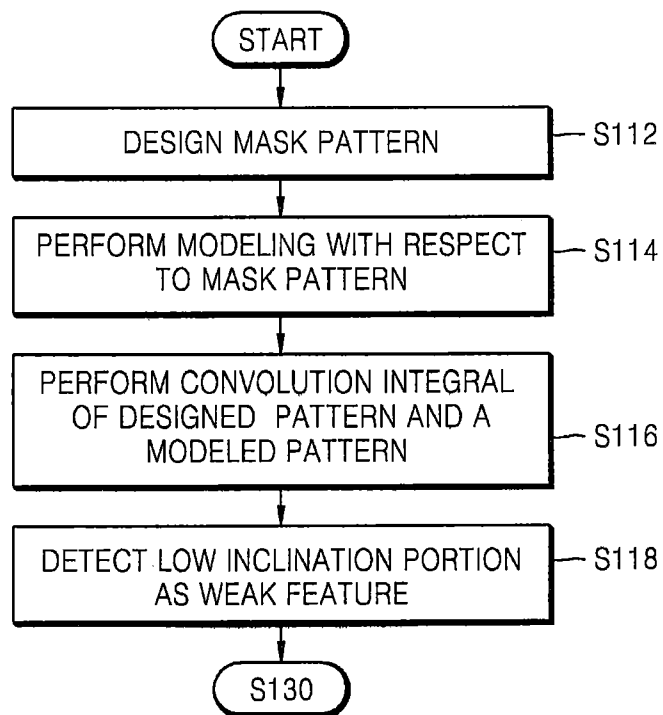 START
DESIGN MASK PATTERN
S112
PERFORM MODELING WITH RESPECT
TO MASK PATTERN
S114
PERFORM CONVOLUTION INTEGRAL
OF DESIGNED PATTERN AND A
MODELED PATTERN
S116
DETECT LOW INCLINATION PORTION
AS WEAK FEATURE
S118
S130